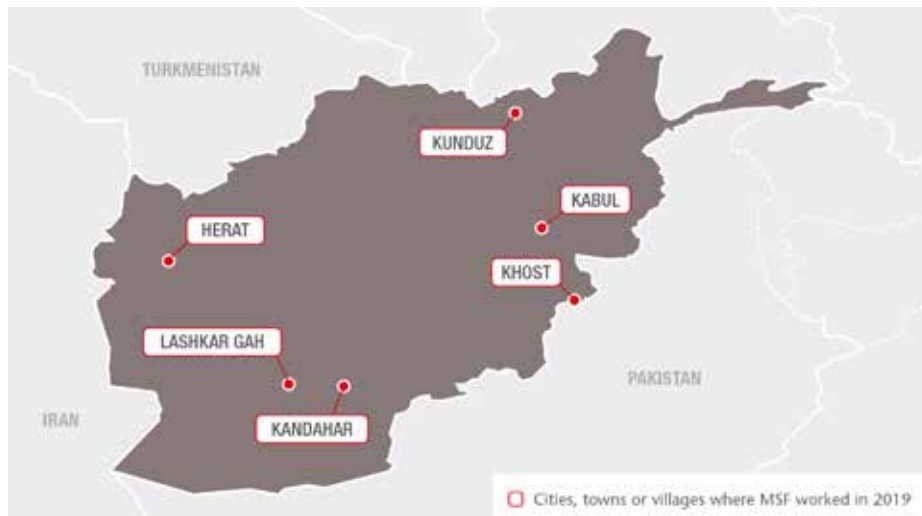 TURKMENISTAN
KUNDUZ
KABUL
HERAT
KHOST
LASHKAR GAH
PAKISTAN
IRAN
KANDAHAR
Cities, towns or villages where MSF worked in 2019